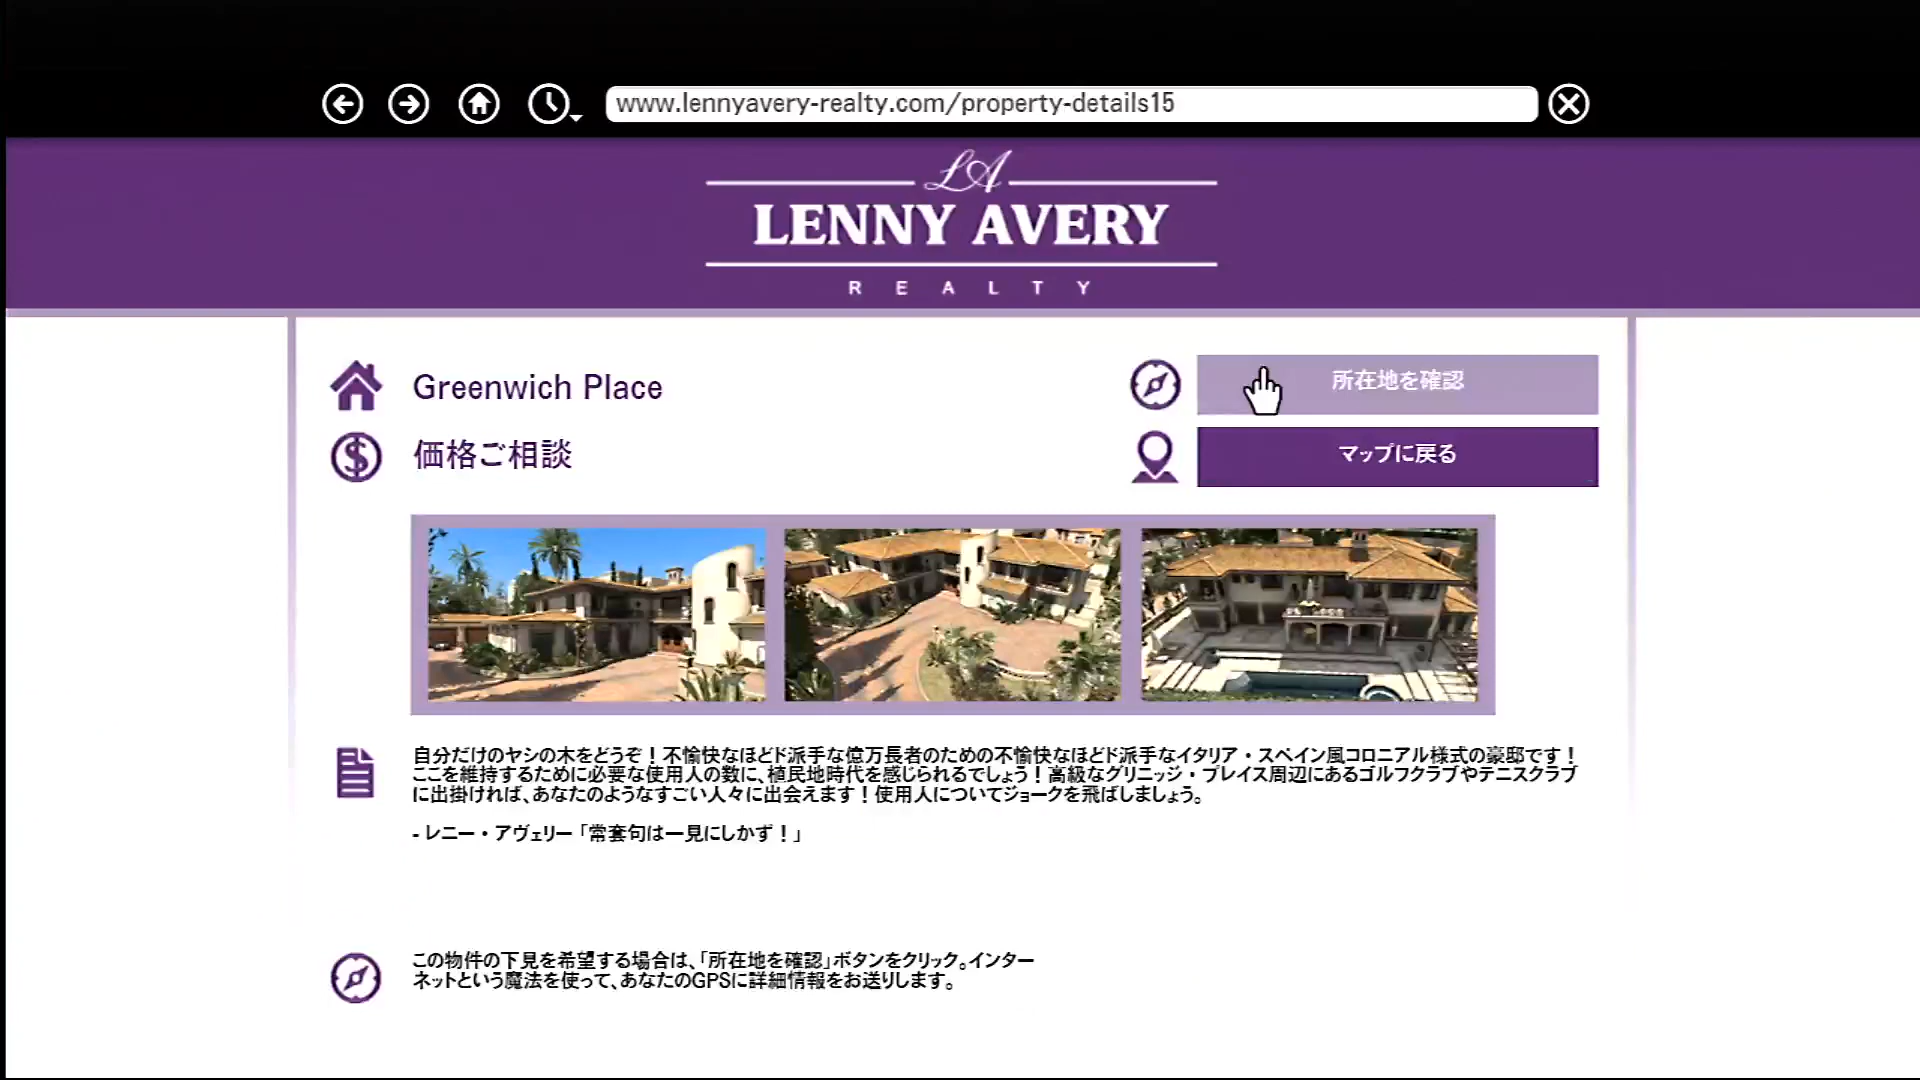 www.lennyavery-realty.com/property-details15
LA
LENNY AVERY
REALTY
Greenwich Place
所在地を確認
価格ご相談
マップに戻る
自分だけのヤシの木をどうぞ！不愉快なほどド派手な億万長者のための不愉快なほどド派手なイタリア・スペイン風コロニアル様式の豪邸です！
ここを維持するために必要な使用人の数に、植民地時代を感じられるでしょう！高級なグリニッジ・プレイス周辺にあるゴルフクラブやテニスクラブ
に出掛ければ、あなたのようなすごい人々に出会えます！使用人についてジョークを飛ばしましょう。
- レニー・アヴェリー「常套句は一見にしかず！」
この物件の下見を希望する場合は、「所在地を確認」ボタンをクリック。インター
ネットという魔法を使って、あなたのGPSに詳細情報をお送りします。